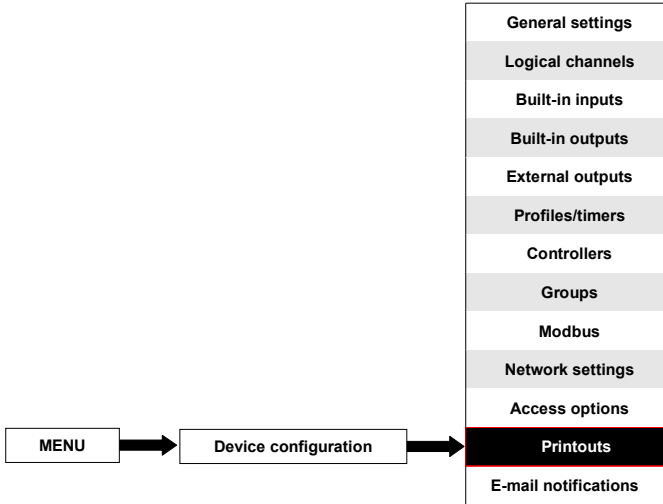 General settings
Logical channels
Built-in inputs
Built-in outputs
External outputs
Profiles/timers
Controllers
Groups
Modbus
Network settings
Access options
MENU
Device configuration
Printouts
E-mail notifications